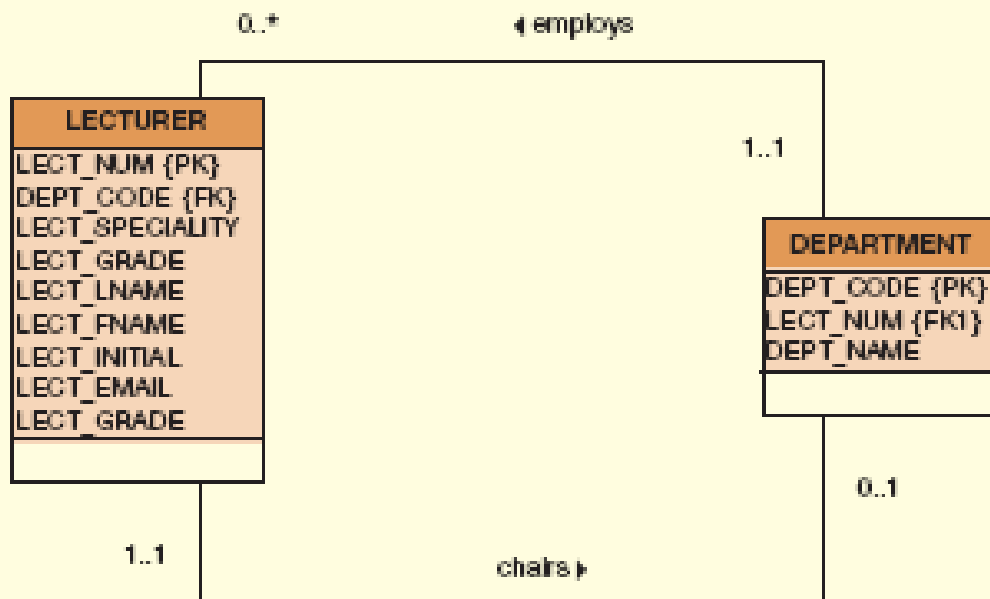 0..*
◀ employs
LECTURER
LECT_NUM {PK}
DEPT_CODE {FK}
LECT_SPECIALITY
LECT_GRADE
LECT_LNAME
LECT_FNAME
LECT_INITIAL
LECT_EMAIL
LECT_GRADE
1..1
DEPARTMENT
DEPT_CODE {PK}
LECT_NUM {FK1}
DEPT_NAME
0..1
1..1
chairs ▶